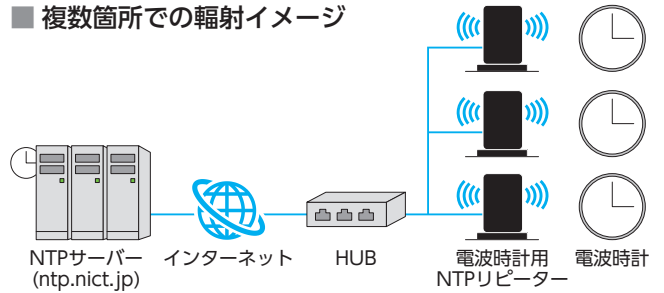 ■ 複数箇所での輻射イメージ
NTPサーバー
(ntp.nict.jp)
インターネット
HUB
電波時計用
NTPリピーター
電波時計